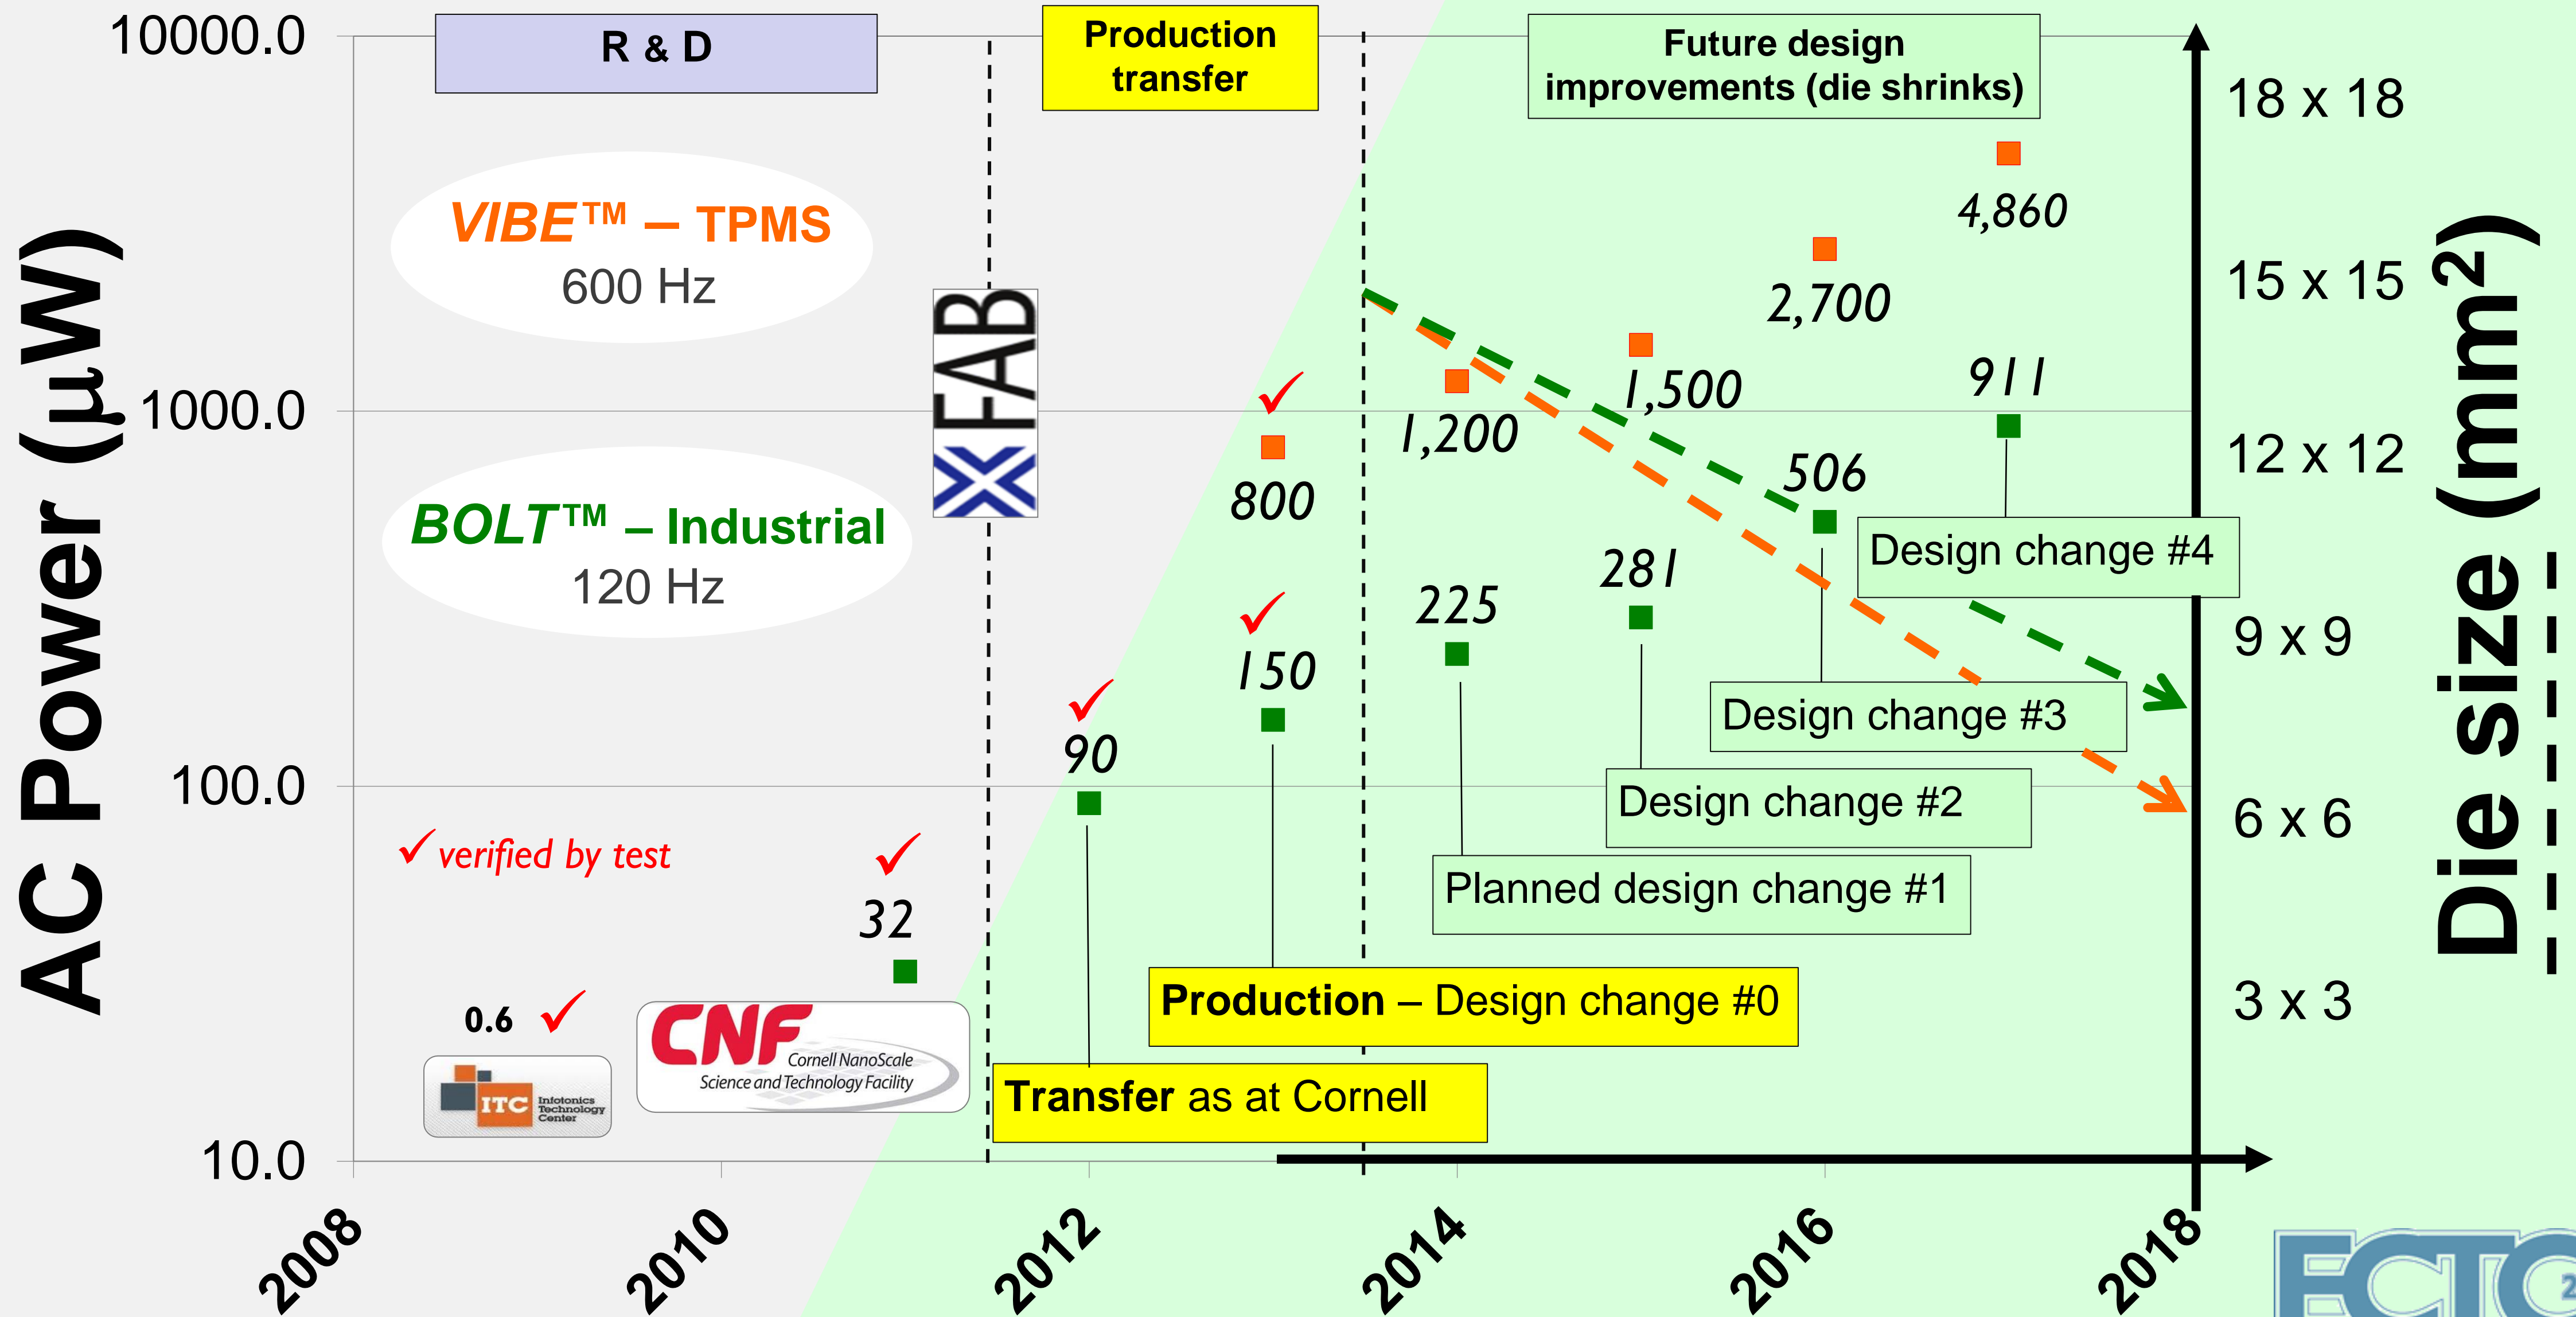 R & D
Production
transfer
Future design
improvements (die shrinks)
AC Power (µW)
10000.0
1000.0
100.0
10.0
VIBE™ – TPMS
600 Hz
BOLT™ – Industrial
120 Hz
✓ verified by test
XFAB
0.6 ✓
ITC Infotonics
Technology
Center
CNF
Cornell NanoScale
Science and Technology Facility
✓
32
✓
90
✓
150
225
281
506
911
✓
800
1,200
1,500
2,700
4,860
Design change #4
Design change #3
Design change #2
Planned design change #1
Production – Design change #0
Transfer as at Cornell
18 x 18
15 x 15
12 x 12
9 x 9
6 x 6
3 x 3
Die size (mm²)
2008
2010
2012
2014
2016
2018